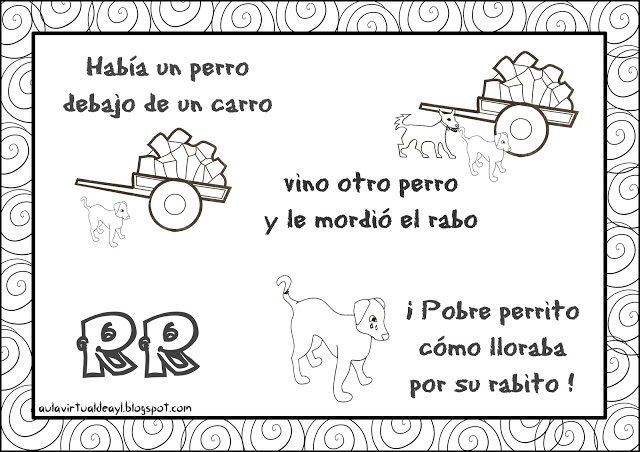 Había un perro
debajo de un carro
vino otro perro
y le mordió el rabo
¡ Pobre perrito
cómo lloraba
por su rabito !
RR
aulavirtualdeayl.blogspot.com